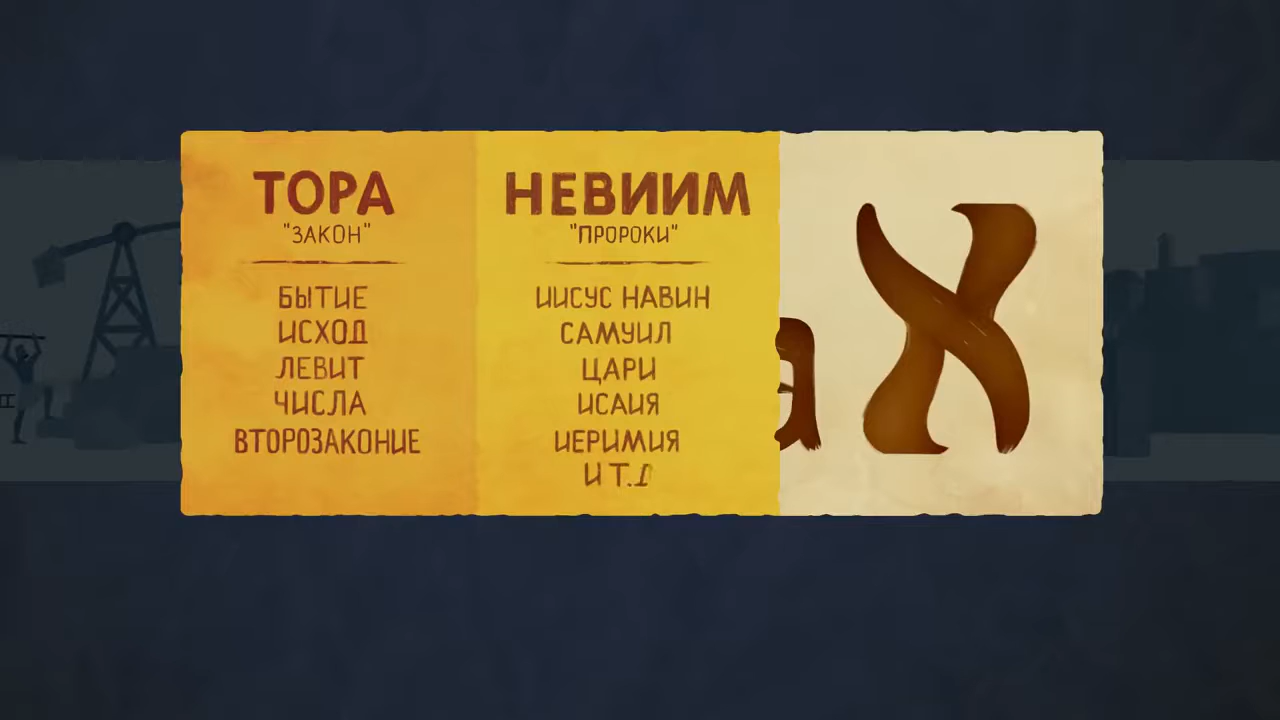 ТОРА
"ЗАКОН"
БЫТИЕ
ИСХОД
ЛЕВИТ
ЧИСЛА
ВТОРОЗАКОНИЕ
НЕВИИМ
"ПРОРОКИ"
ИИСУС НАВИН
САМУИЛ
ЦАРИ
ИСАИЯ
ИЕРИМИЯ
И Т.Д
א